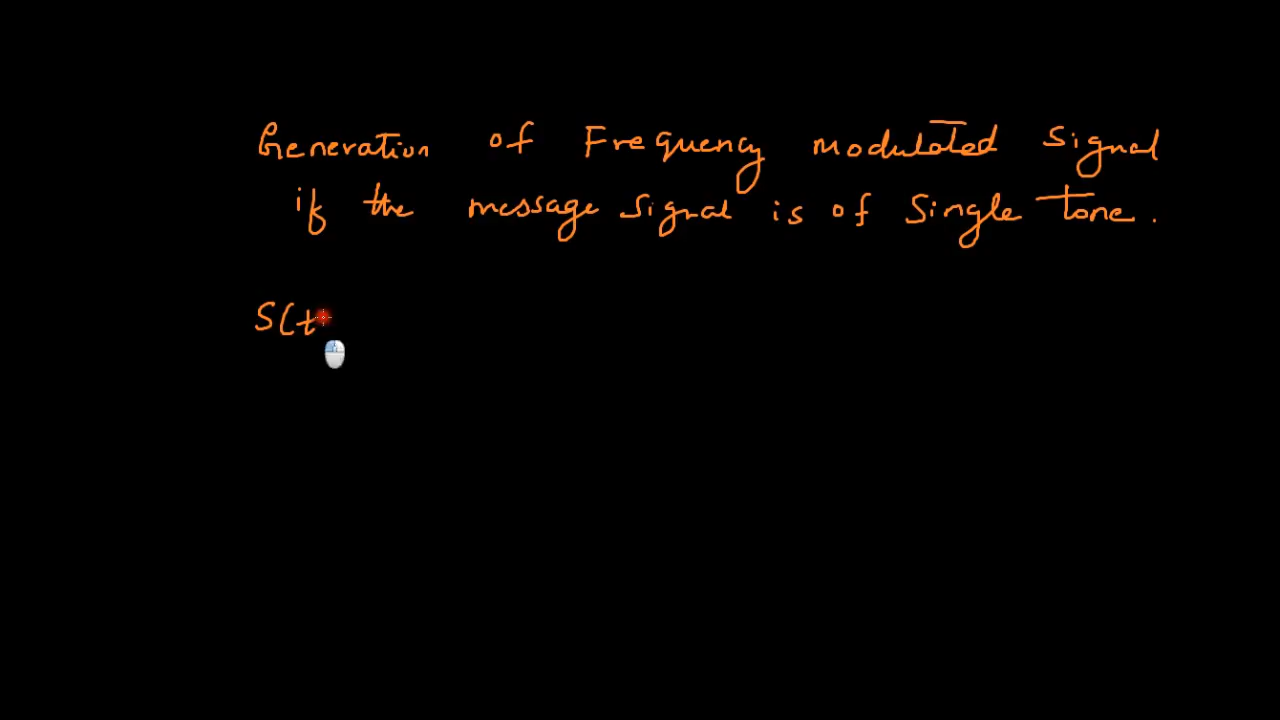 Generation of Frequency modulated Signal
if the message signal is of Single tone.
S(t